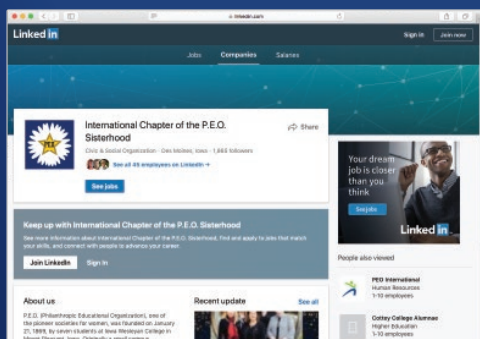 linkedin.com
Linked in
Sign in
Join now
Jobs
Companies
Salaries
International Chapter of the P.E.O.
Sisterhood
Share
Civic & Social Organization · Des Moines, Iowa · 1,865 followers
See all 45 employees on LinkedIn
See jobs
Your dream
job is closer
than you
think
See jobs
Linked in
Keep up with International Chapter of the P.E.O. Sisterhood
See more information about International Chapter of the P.E.O. Sisterhood, find and apply to jobs that match
your skills, and connect with people to advance your career.
Join LinkedIn
Sign in
People also viewed
PEO International
Human Resources
1-10 employees
Cottey College Alumnae
Higher Education
1-10 employees
About us
P.E.O. (Philanthropic Educational Organization), one of
the pioneer societies for women, was founded on January
21, 1869, by seven students at Iowa Wesleyan College in
Recent update
See all